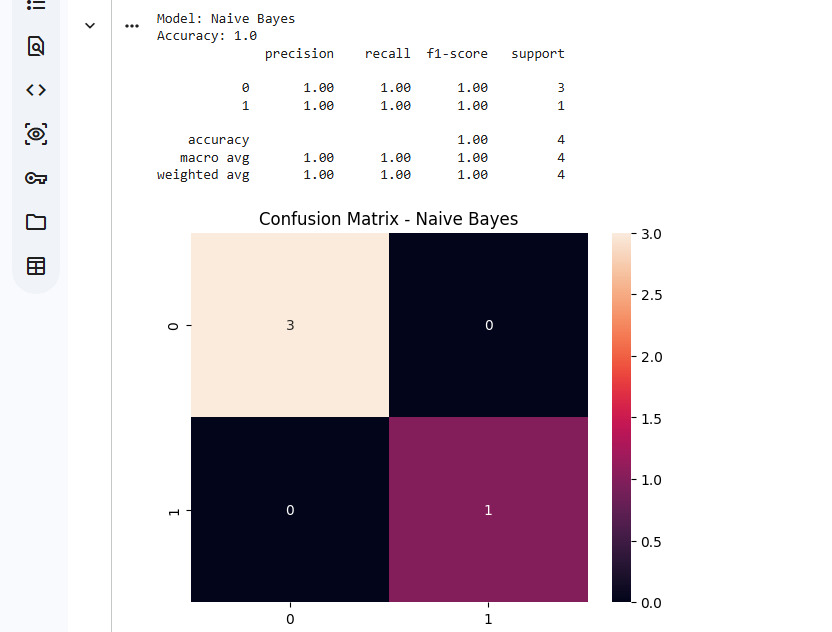 Model: Naive Bayes
Accuracy: 1.0
precision recall f1-score support
0 1.00 1.00 1.00 3
1 1.00 1.00 1.00 1
accuracy 1.00 4
macro avg 1.00 1.00 1.00 4
weighted avg 1.00 1.00 1.00 4
Confusion Matrix - Naive Bayes
3.0
2.5
0 3 0
2.0
1.5
1.0
1 0 1
0.5
0.0
0 1